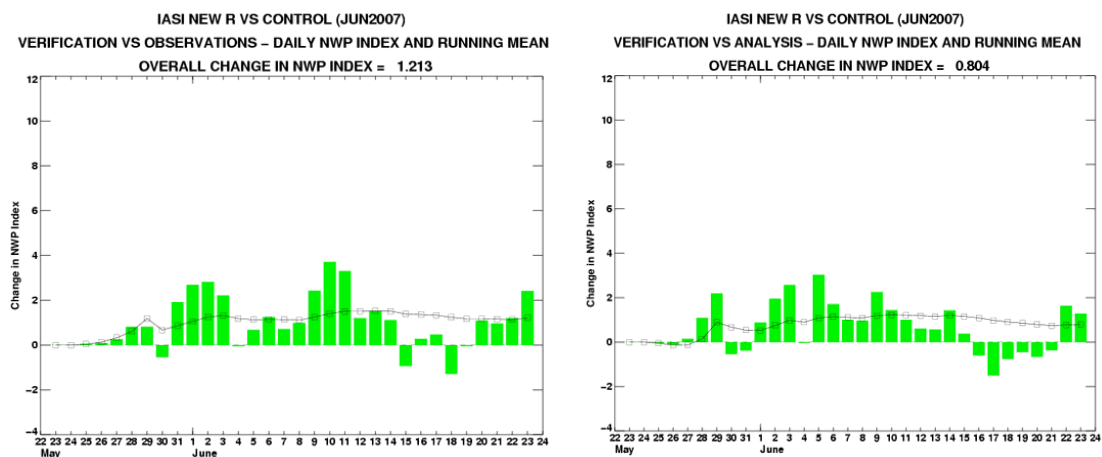 IASI NEW R VS CONTROL (JUN2007)
VERIFICATION VS OBSERVATIONS – DAILY NWP INDEX AND RUNNING MEAN
OVERALL CHANGE IN NWP INDEX = 1.213
12
10
8
6
4
2
0
−2
−4
Change in NWP Index
22 23 24 25 26 27 28 29 30 31 1 2 3 4 5 6 7 8 9 10 11 12 13 14 15 16 17 18 19 20 21 22 23 24
May June
IASI NEW R VS CONTROL (JUN2007)
VERIFICATION VS ANALYSIS – DAILY NWP INDEX AND RUNNING MEAN
OVERALL CHANGE IN NWP INDEX = 0.804
12
10
8
6
4
2
0
−2
−4
Change in NWP Index
22 23 24 25 26 27 28 29 30 31 1 2 3 4 5 6 7 8 9 10 11 12 13 14 15 16 17 18 19 20 21 22 23 24
May June